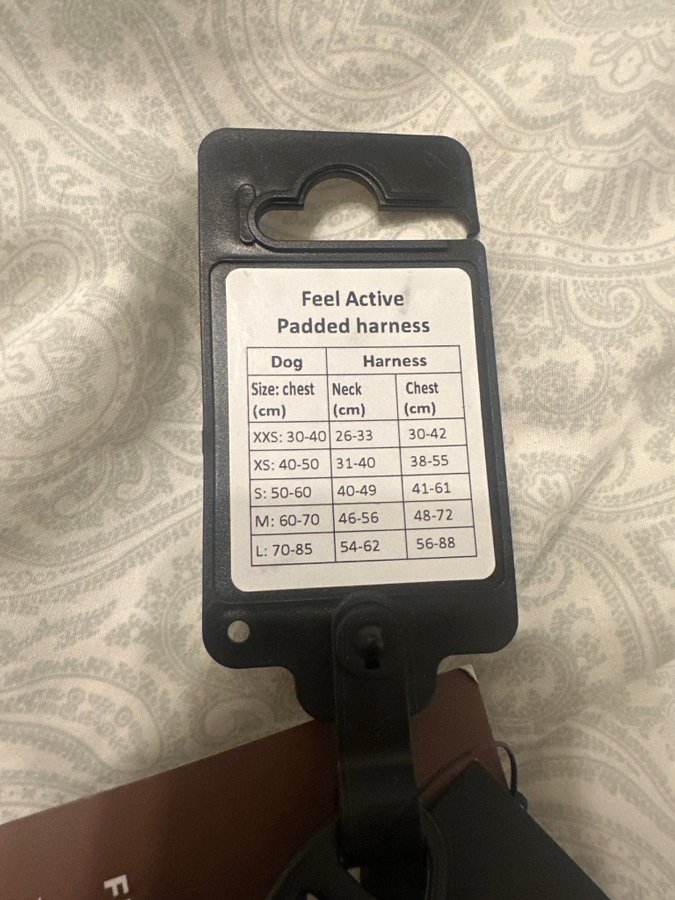 Feel Active
Padded harness
Dog Harness
Size: chest (cm) Neck (cm) Chest (cm)
XXS: 30-40 26-33 30-42
XS: 40-50 31-40 38-55
S: 50-60 40-49 41-61
M: 60-70 46-56 48-72
L: 70-85 54-62 56-88